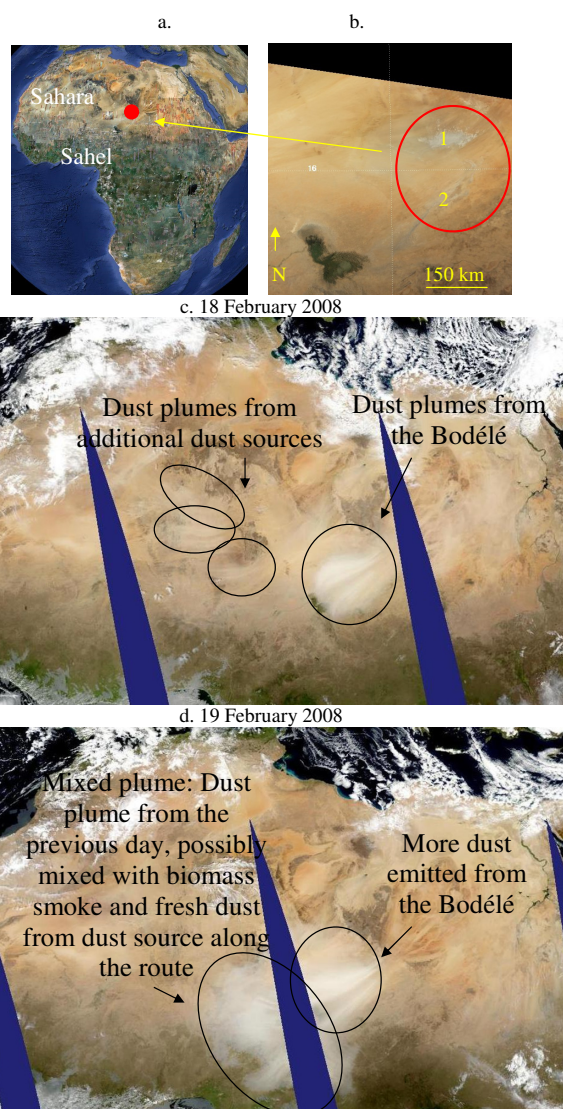 a.
b.
Sahara
Sahel
1
16
2
N
150 km
c. 18 February 2008
Dust plumes from
additional dust sources
Dust plumes from
the Bodélé
d. 19 February 2008
Mixed plume: Dust
plume from the
previous day, possibly
mixed with biomass
smoke and fresh dust
from dust source along
the route
More dust
emitted from
the Bodélé